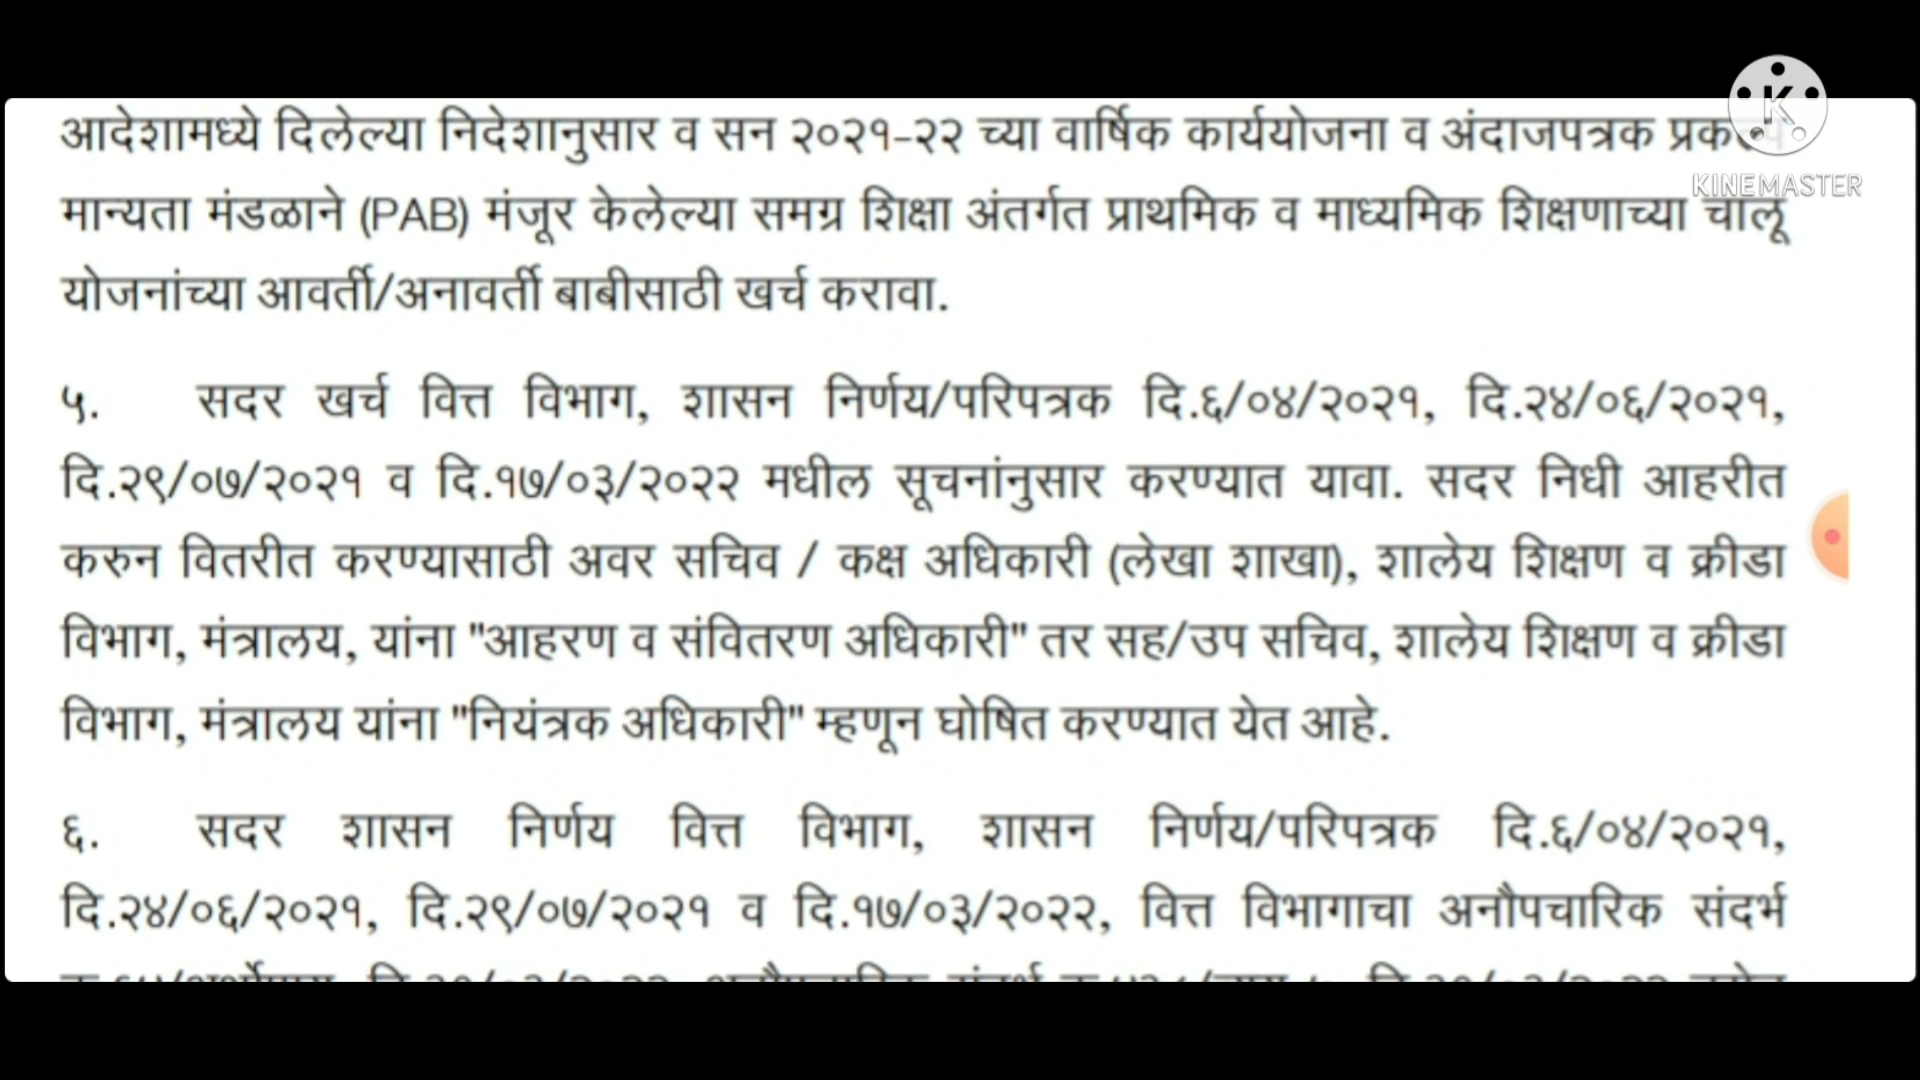 आदेशामध्ये दिलेल्या निदेशानुसार व सन २०२१-२२ च्या वार्षिक कार्ययोजना व अंदाजपत्रक
मान्यता मंडळाने (PAB) मंजूर केलेल्या समग्र शिक्षा अंतर्गत प्राथमिक व माध्यमिक शिक्षणाच्या चालू
योजनांच्या आवर्ती/अनावर्ती बाबीसाठी खर्च करावा.
५. सदर खर्च वित्त विभाग, शासन निर्णय/परिपत्रक दि.६/०४/२०२१, दि.२४/०६/२०२१,
दि.२९/०७/२०२१ व दि.१७/०३/२०२२ मधील सूचनांनुसार करण्यात यावा. सदर निधी आहरीत
करुन वितरीत करण्यासाठी अवर सचिव / कक्ष अधिकारी (लेखा शाखा), शालेय शिक्षण व क्रीडा
विभाग, मंत्रालय, यांना "आहरण व संवितरण अधिकारी" तर सह/उप सचिव, शालेय शिक्षण व क्रीडा
विभाग, मंत्रालय यांना "नियंत्रक अधिकारी" म्हणून घोषित करण्यात येत आहे.
६. सदर शासन निर्णय वित्त विभाग, शासन निर्णय/परिपत्रक दि.६/०४/२०२१,
दि.२४/०६/२०२१, दि.२९/०७/२०२१ व दि.१७/०३/२०२२, वित्त विभागाचा अनौपचारिक संदर्भ
K
KINEMASTER